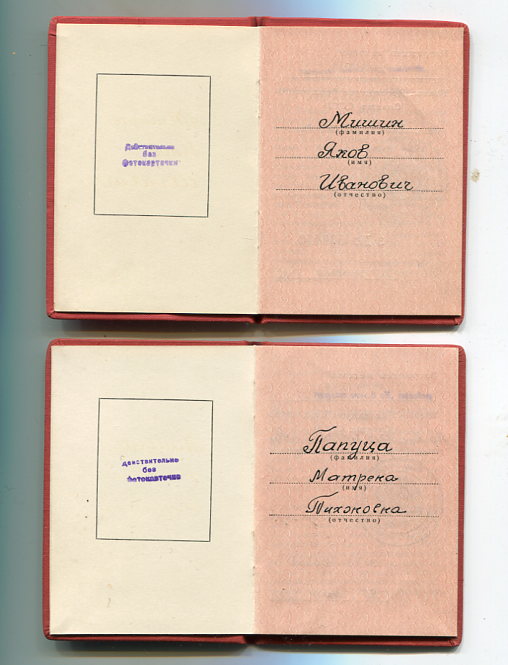 Действительно
без
фотокарточки
Мишин
(фамилия)
Яков
(имя)
Иванович
(отчество)
Действительно
без
Фотокарточки
Папуца
(фамилия)
Матрена
(имя)
Тихоновна
(отчество)